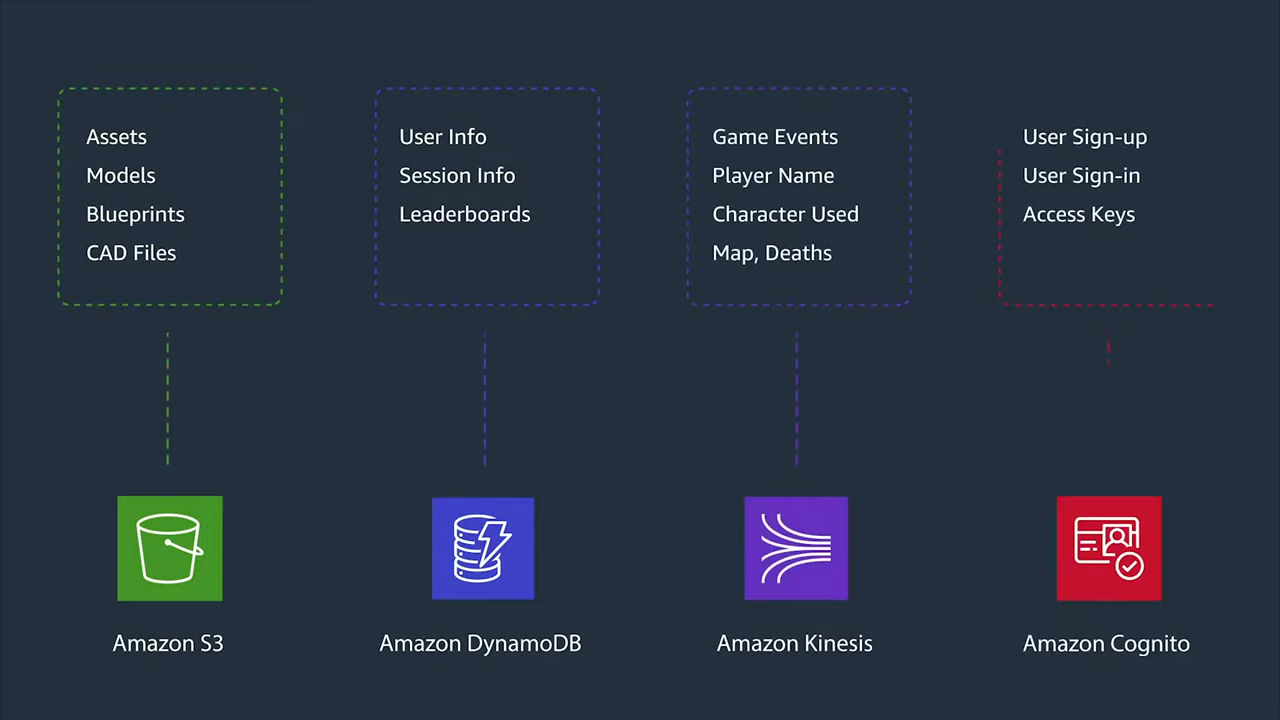 Assets
Models
Blueprints
CAD Files
User Info
Session Info
Leaderboards
Game Events
Player Name
Character Used
Map, Deaths
User Sign-up
User Sign-in
Access Keys
Amazon S3
Amazon DynamoDB
Amazon Kinesis
Amazon Cognito